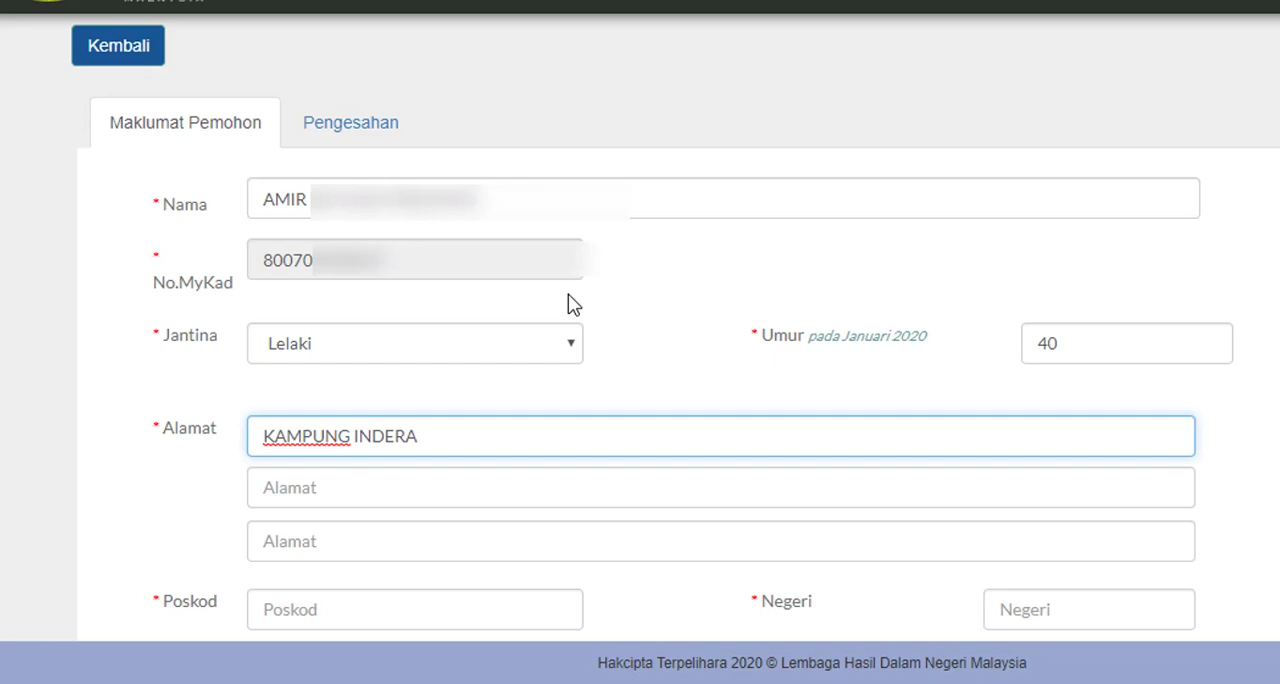 Kembali
Maklumat Pemohon
Pengesahan
* Nama
AMIR
* No.MyKad
80070
* Jantina
Lelaki
* Umur pada Januari 2020
40
* Alamat
KAMPUNG INDERA
Alamat
Alamat
* Poskod
Poskod
* Negeri
Negeri
Hakcipta Terpelihara 2020 © Lembaga Hasil Dalam Negeri Malaysia